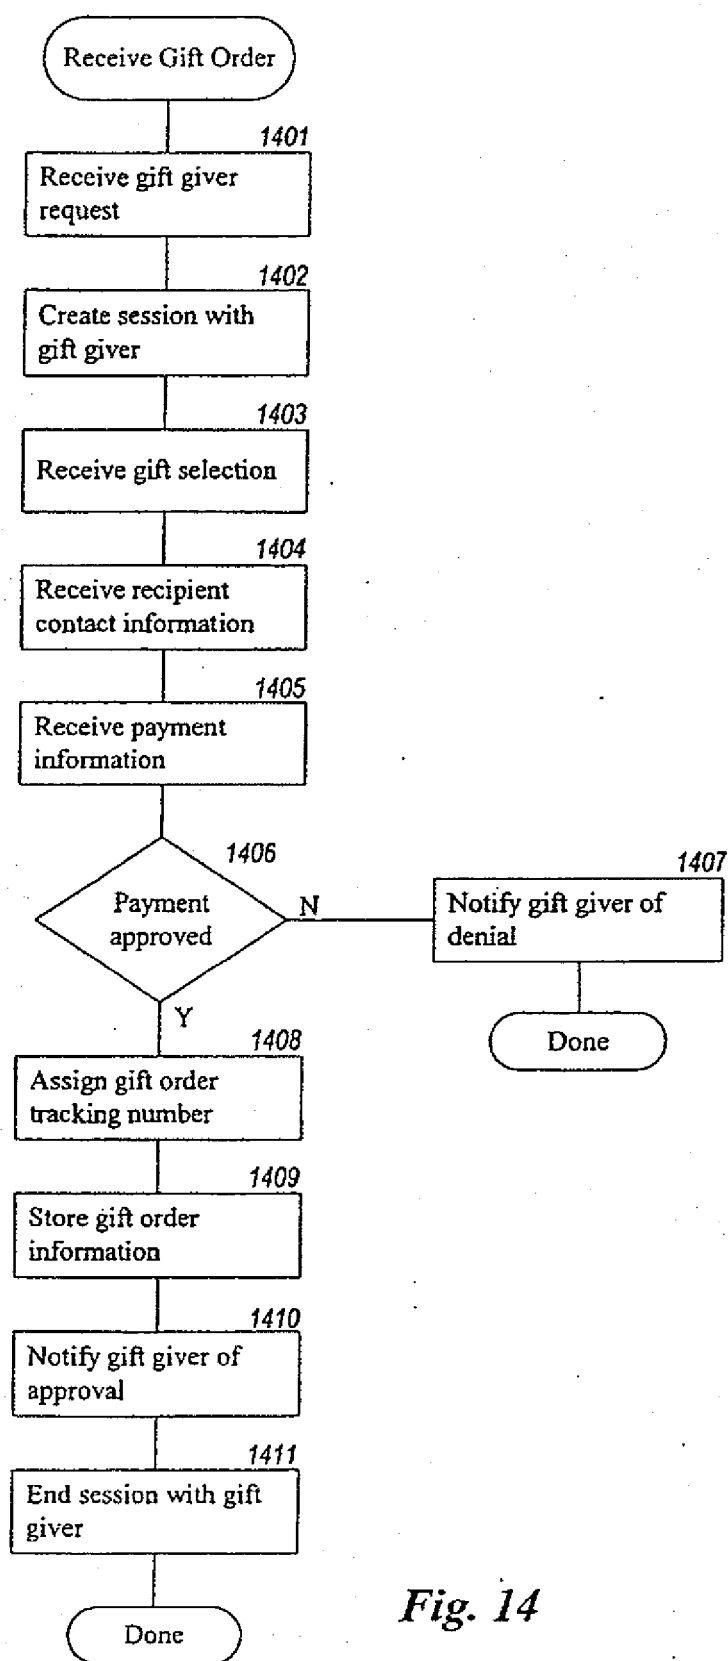 Receive Gift Order
1401
Receive gift giver
request
1402
Create session with
gift giver
1403
Receive gift selection
1404
Receive recipient
contact information
1405
Receive payment
information
1406
Payment
approved
N
1407
Notify gift giver of
denial
Done
Y
1408
Assign gift order
tracking number
1409
Store gift order
information
1410
Notify gift giver of
approval
1411
End session with gift
giver
Done
Fig. 14